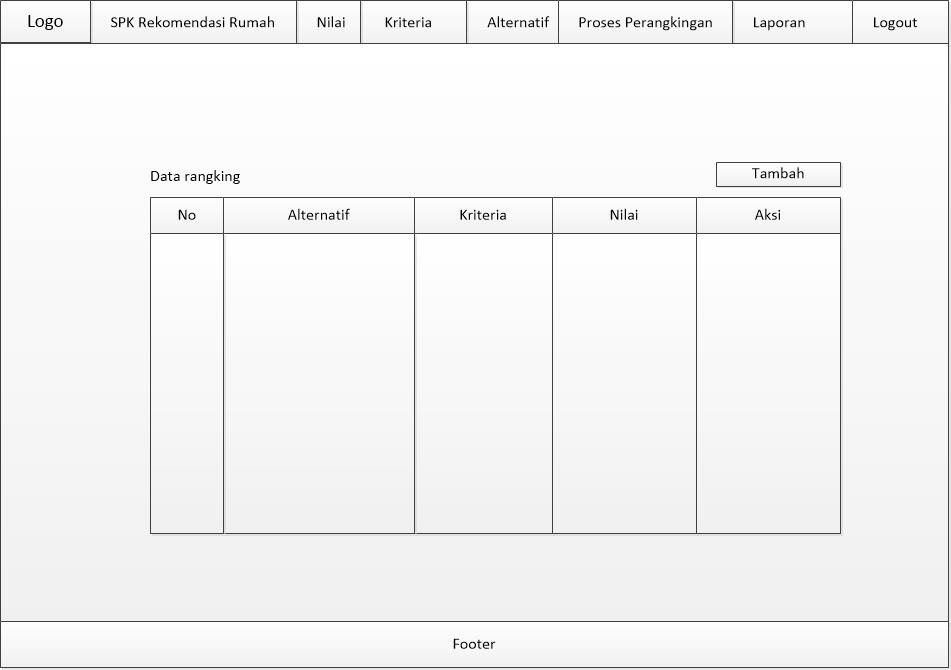 Logo
SPK Rekomendasi Rumah
Nilai
Kriteria
Alternatif
Proses Perangkingan
Laporan
Logout
Data rangking
Tambah
No
Alternatif
Kriteria
Nilai
Aksi
Footer